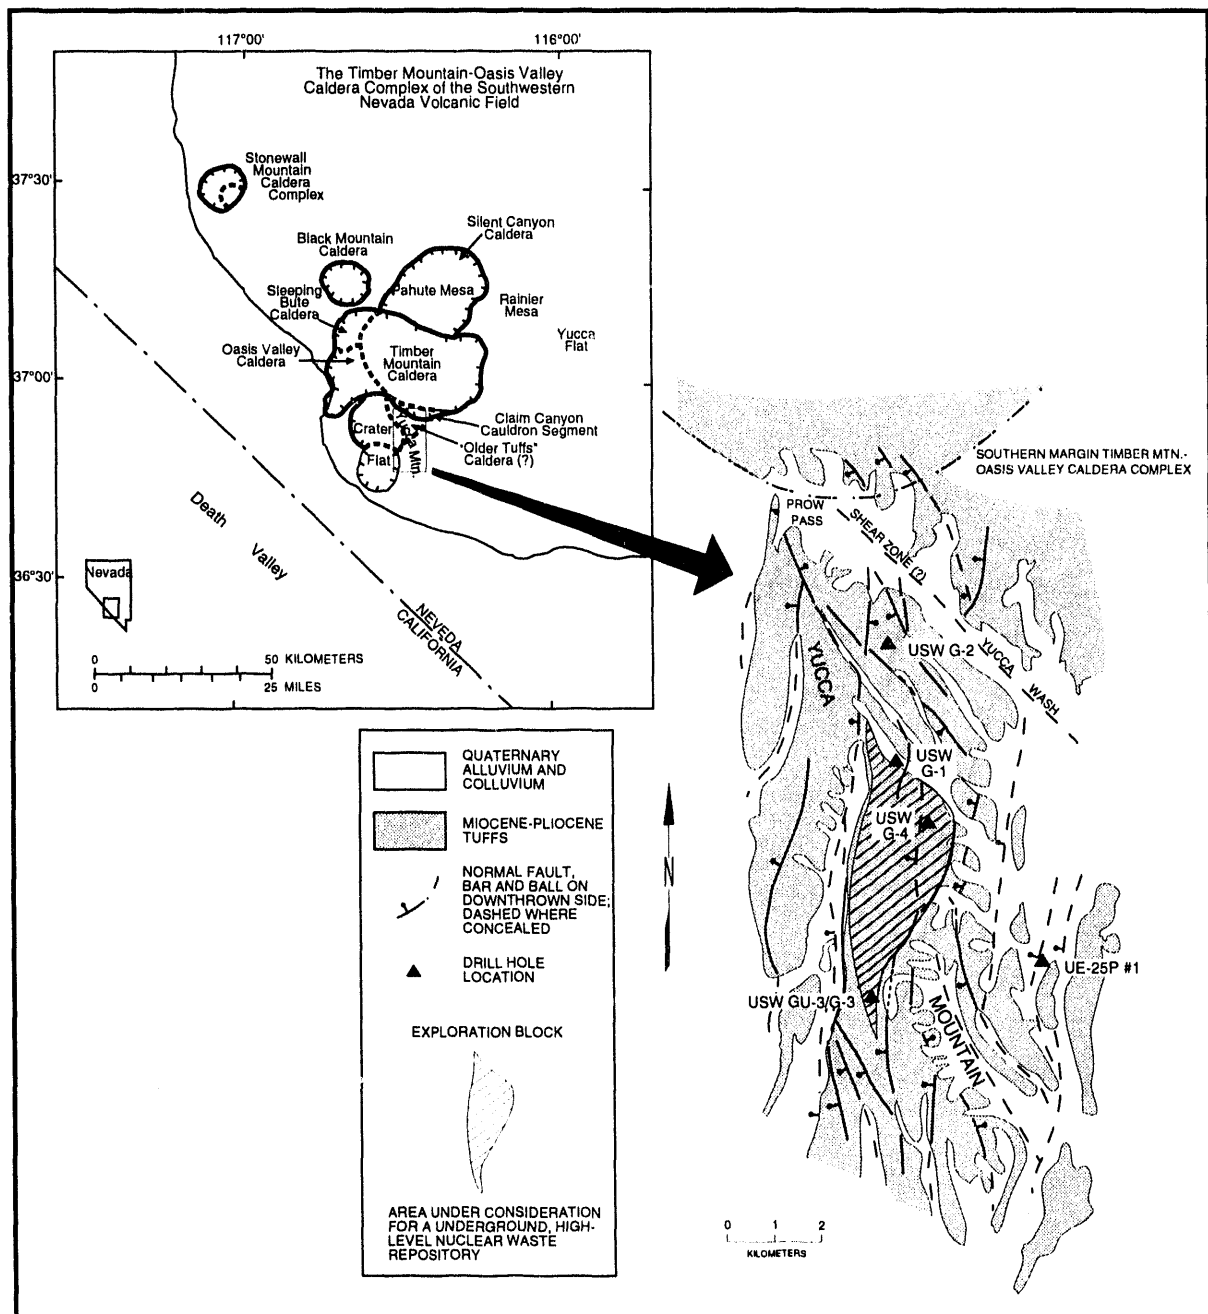 117°00'
116°00'
The Timber Mountain-Oasis Valley
Caldera Complex of the Southwestern
Nevada Volcanic Field
37°30'
Stonewall
Mountain
Caldera
Complex
Silent Canyon
Caldera
Black Mountain
Caldera
Sleeping
Bute
Caldera
Pahute Mesa
Rainier
Mesa
Yucca
Flat
Oasis Valley
Caldera
Timber
Mountain
Caldera
37°00'
Claim Canyon
Cauldron Segment
Crater
Flat
Yucca Mtn.
"Older Tuffs"
Caldera (?)
Death
Valley
36°30'
Nevada
NEVEDA
CALIFORNIA
0 50 KILOMETERS
0 25 MILES
SOUTHERN MARGIN TIMBER MTN.-
OASIS VALLEY CALDERA COMPLEX
PROW
PASS
SHEAR ZONE (?)
YUCCA
WASH
USW G-2
YUCCA
USW
G-1
USW
G-4
UE-25P #1
USW GU-3/G-3
MOUNTAIN
QUATERNARY
ALLUVIUM AND
COLLUVIUM
MIOCENE-PLIOCENE
TUFFS
NORMAL FAULT,
BAR AND BALL ON
DOWNTHROWN SIDE;
DASHED WHERE
CONCEALED
DRILL HOLE
LOCATION
EXPLORATION BLOCK
AREA UNDER CONSIDERATION
FOR A UNDERGROUND, HIGH-
LEVEL NUCLEAR WASTE
REPOSITORY
N
0 1 2
KILOMETERS